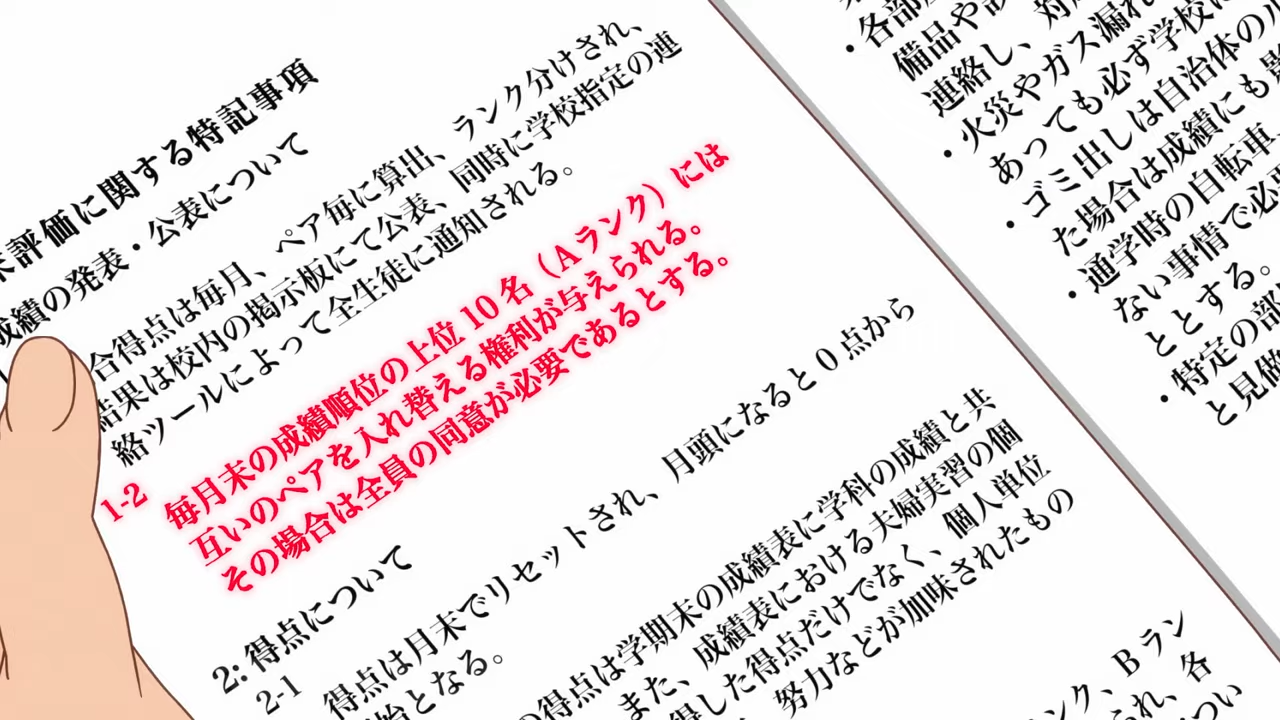 評価に関する特記事項
成績の発表・公表について
合得点は毎月、ペア毎に算出、ランク分けされ、
結果は校内の掲示板にて公表、同時に学校指定の連
絡ツールによって全生徒に通知される。
1-2 毎月末の成績順位の上位10名（Aランク）には
互いのペアを入れ替える権利が与えられる。
その場合は全員の同意が必要であるとする。
2: 得点について
2-1 得点は月末でリセットされ、月頭になると0点から
始となる。
の得点は学期末の成績表に学科の成績と共
また、成績表における夫婦実習の個
得した得点だけでなく、個人単位
努力などが加味されたもの
ンク、Bラン
られ、各
につい
・各部屋
備品や設
連絡し、対
・火災やガス漏れ
あっても必ず学校に
・ゴミ出しは自治体の
た場合は成績にも影
・通学時の自転車、
ない事情で必
ととする。
・特定の部
と見做